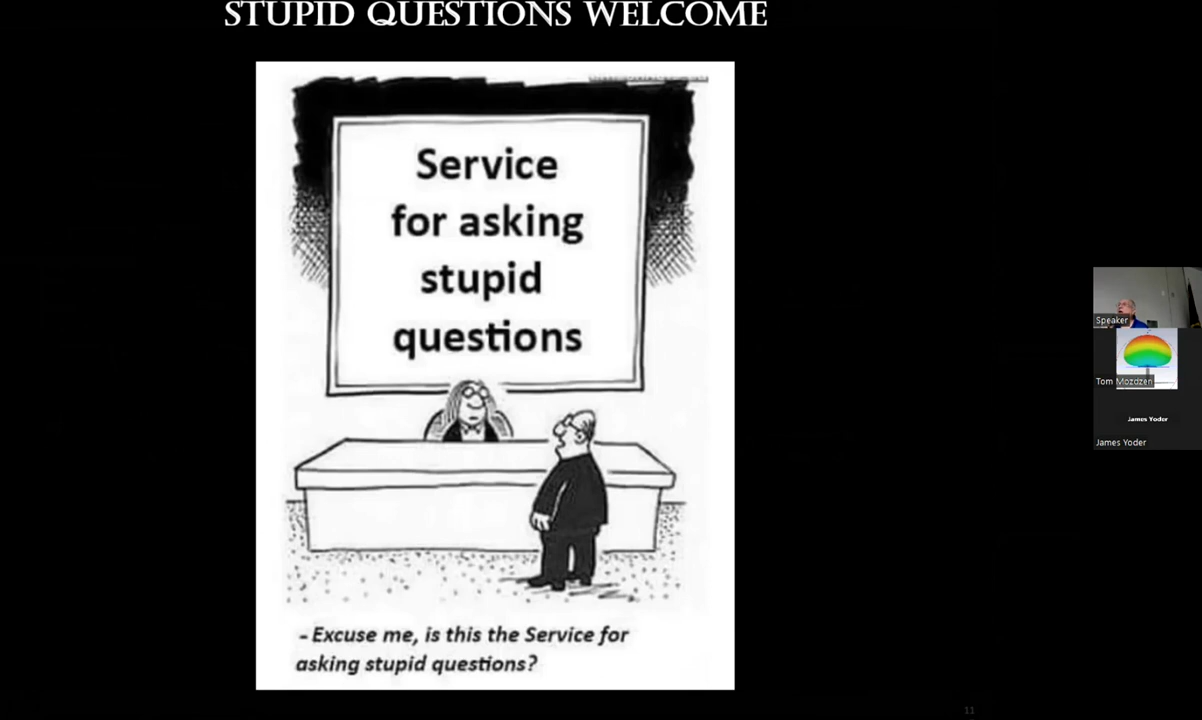 STUPID QUESTIONS WELCOME
Service
for asking
stupid
questions
- Excuse me, is this the Service for
asking stupid questions?
Speaker
Tom Mozdzen
James Yoder
James Yoder
11